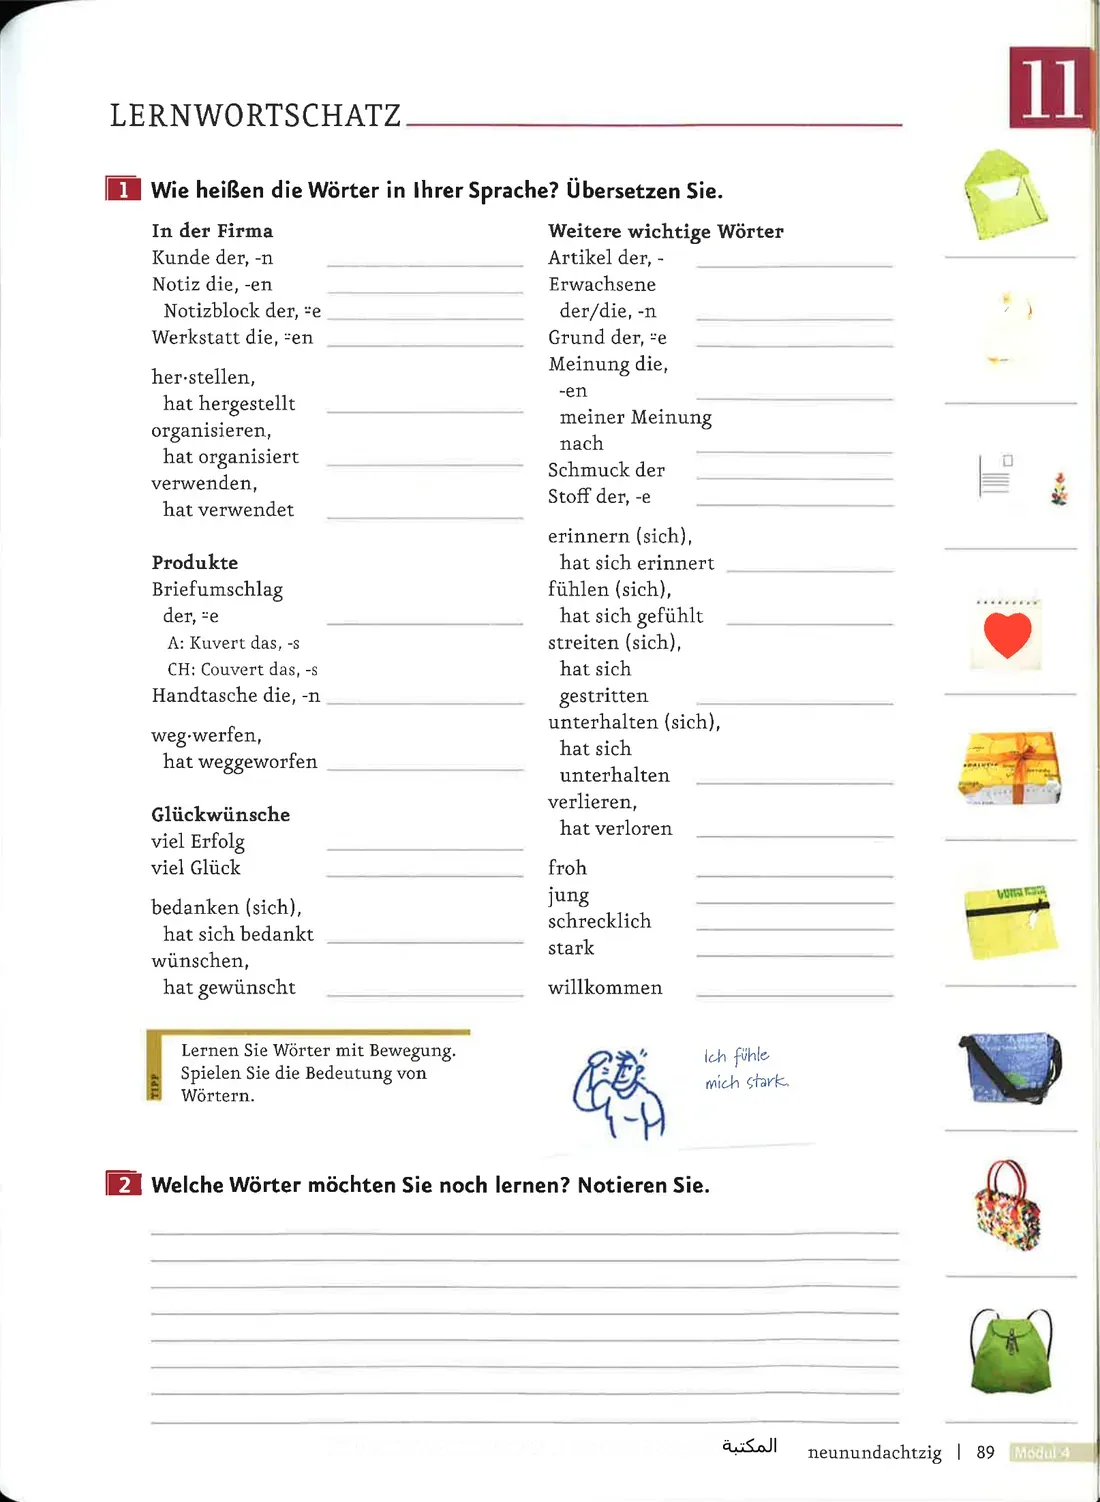 11
LERNWORTSCHATZ
1 Wie heißen die Wörter in Ihrer Sprache? Übersetzen Sie.
In der Firma
Kunde der, -n
Notiz die, -en
Notizblock der, ¨-e
Werkstatt die, ¨-en
her·stellen,
hat hergestellt
organisieren,
hat organisiert
verwenden,
hat verwendet
Produkte
Briefumschlag
der, ¨-e
A: Kuvert das, -s
CH: Couvert das, -s
Handtasche die, -n
weg·werfen,
hat weggeworfen
Glückwünsche
viel Erfolg
viel Glück
bedanken (sich),
hat sich bedankt
wünschen,
hat gewünscht
Weitere wichtige Wörter
Artikel der, -
Erwachsene
der/die, -n
Grund der, ¨-e
Meinung die,
-en
meiner Meinung
nach
Schmuck der
Stoff der, -e
erinnern (sich),
hat sich erinnert
fühlen (sich),
hat sich gefühlt
streiten (sich),
hat sich
gestritten
unterhalten (sich),
hat sich
unterhalten
verlieren,
hat verloren
froh
jung
schrecklich
stark
willkommen
TIPP
Lernen Sie Wörter mit Bewegung.
Spielen Sie die Bedeutung von
Wörtern.
Ich fühle
mich stark.
2 Welche Wörter möchten Sie noch lernen? Notieren Sie.
المكتبة
neunundachtzig | 89 Modul 4